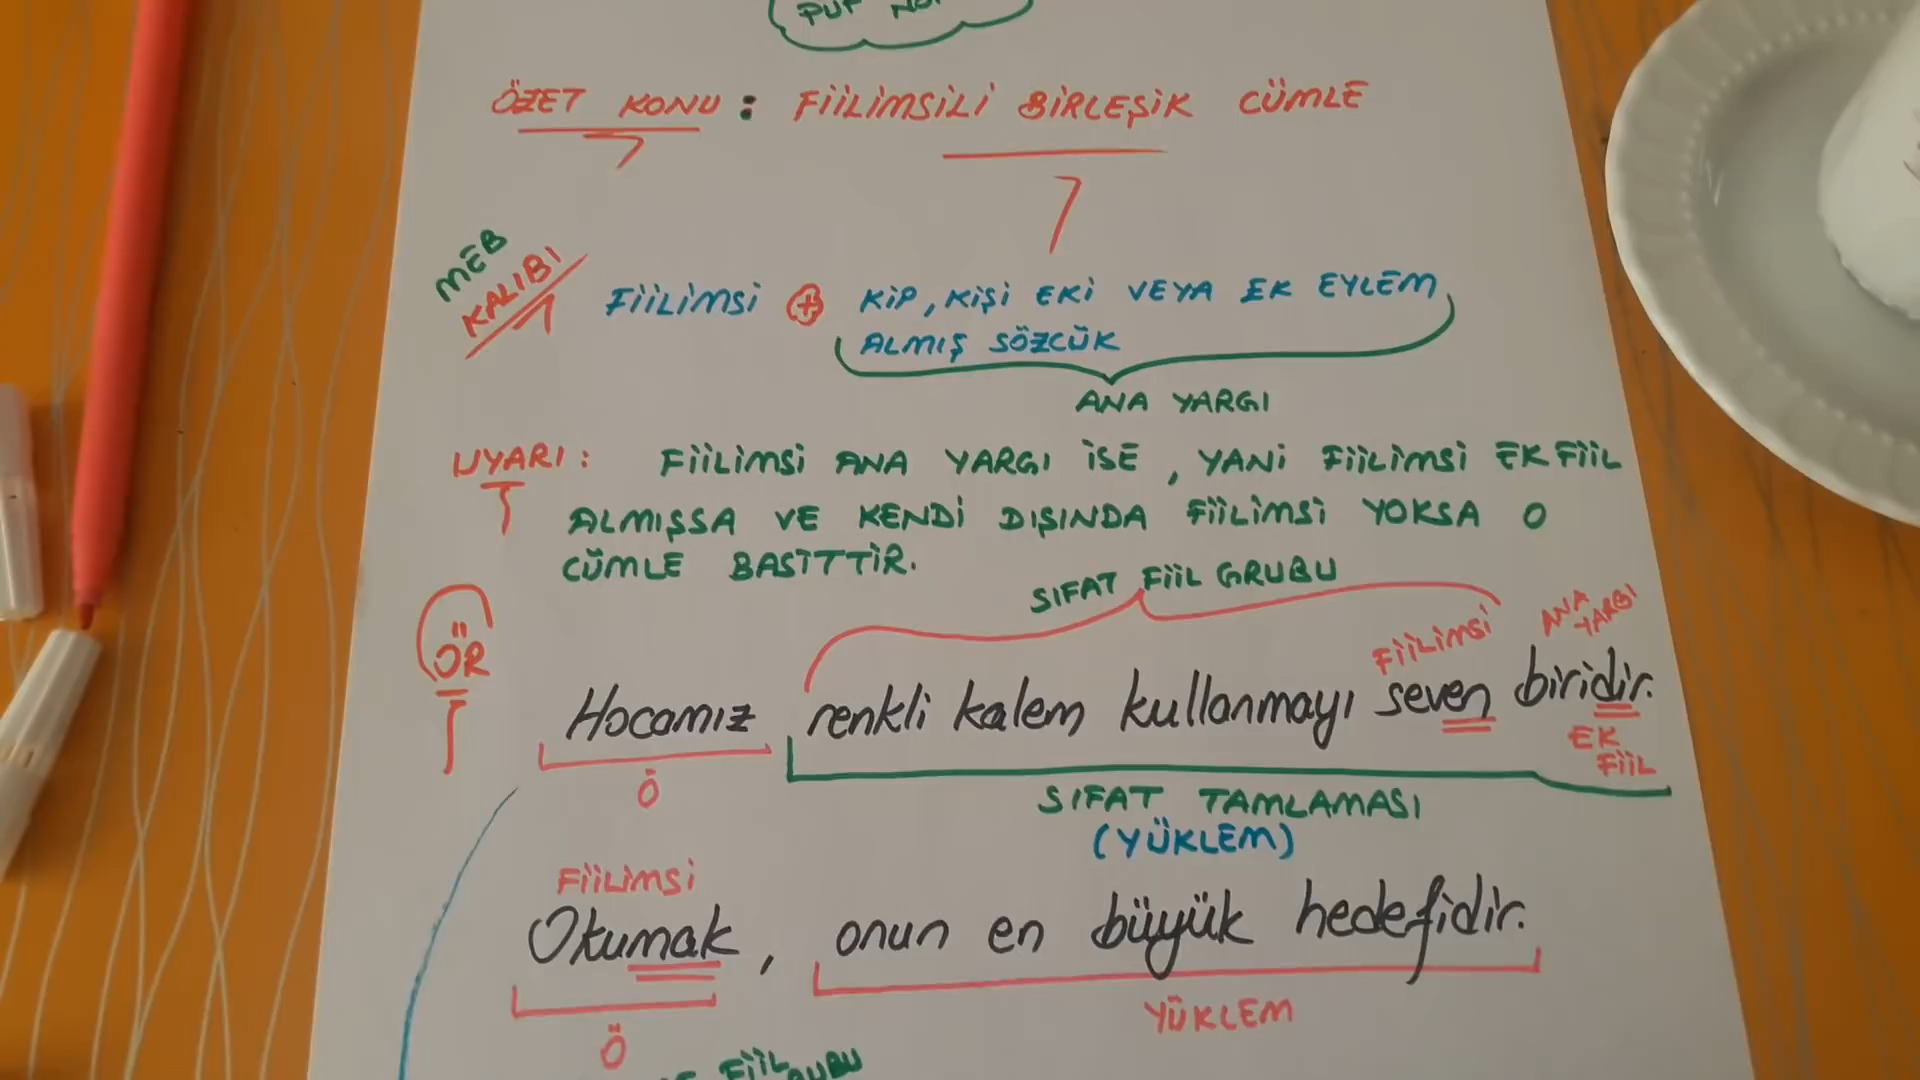 PUF
ÖZET KONU : FİİLİMSİLİ BİRLEŞİK CÜMLE
MEB
KALIBI
FİİLİMSİ + KİP, KİŞİ EKİ VEYA EK EYLEM
ALMIŞ SÖZCÜK
ANA YARGI
UYARI : FİİLİMSİ ANA YARGI İSE, YANİ FİİLİMSİ EK FİİL
ALMIŞSA VE KENDİ DIŞINDA FİİLİMSİ YOKSA O
CÜMLE BASİTTİR.
SIFAT FİİL GRUBU
FİİLİMSİ
ANA
YARGI
ÖR
Hocamız renkli kalem kullanmayı seven biridir.
EK
FİİL
Ö
SIFAT TAMLAMASI
(YÜKLEM)
FİİLİMSİ
Okumak, onun en büyük hedefidir.
Ö
YÜKLEM
FİİL